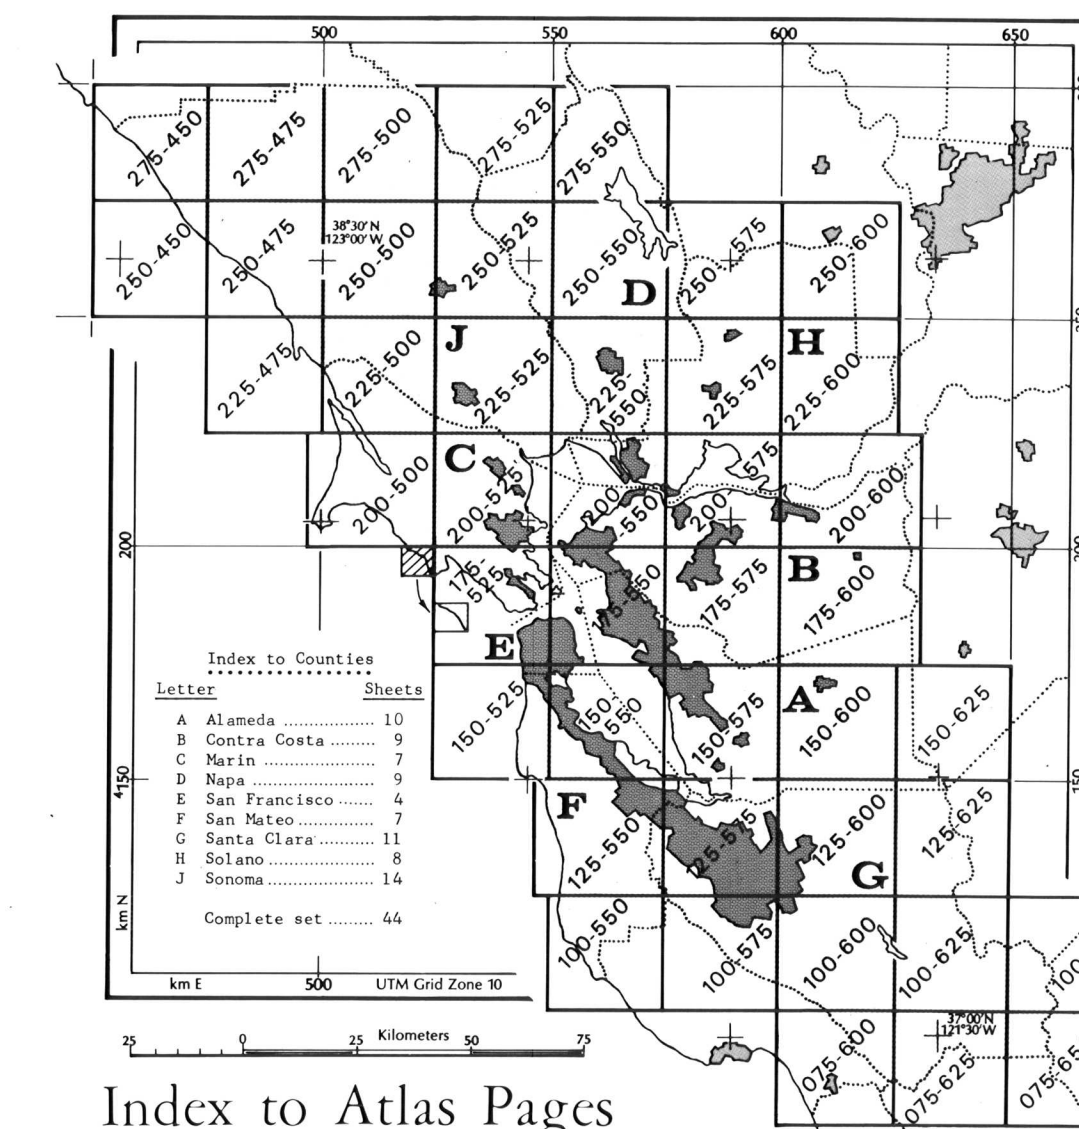 500 550 600 650
275-450 275-475 275-500 275-525 275-550
38°30'N
123°00'W
250-450 250-475 250-500 250-525 250-550 250-575 250-600
D
J H
225-475 225-500 225-525 225-
550 225-575 225-600
C
200-500 200-525 200
550 200
575 200-600
200 200
B
175-
525 175-550 175-575 175-600
E
Index to Counties
Letter Sheets
A Alameda ................. 10
B Contra Costa ........ 9
C Marin .................... 7
D Napa ...................... 9
E San Francisco ...... 4
F San Mateo .............. 7
G Santa Clara ........... 11
H Solano .................... 8
J Sonoma .................... 14
Complete set ........ 44
A
150-525 150-
550 150-575 150-600 150-625
⁴150 150
F
125-550 125-575 125-600 125-625
G
km N
100-550 100-575 100-600 100-625
km E 500 UTM Grid Zone 10
37°00'N
121°30'W
075-600 075-625
25 0 25 Kilometers 50 75
Index to Atlas Pages